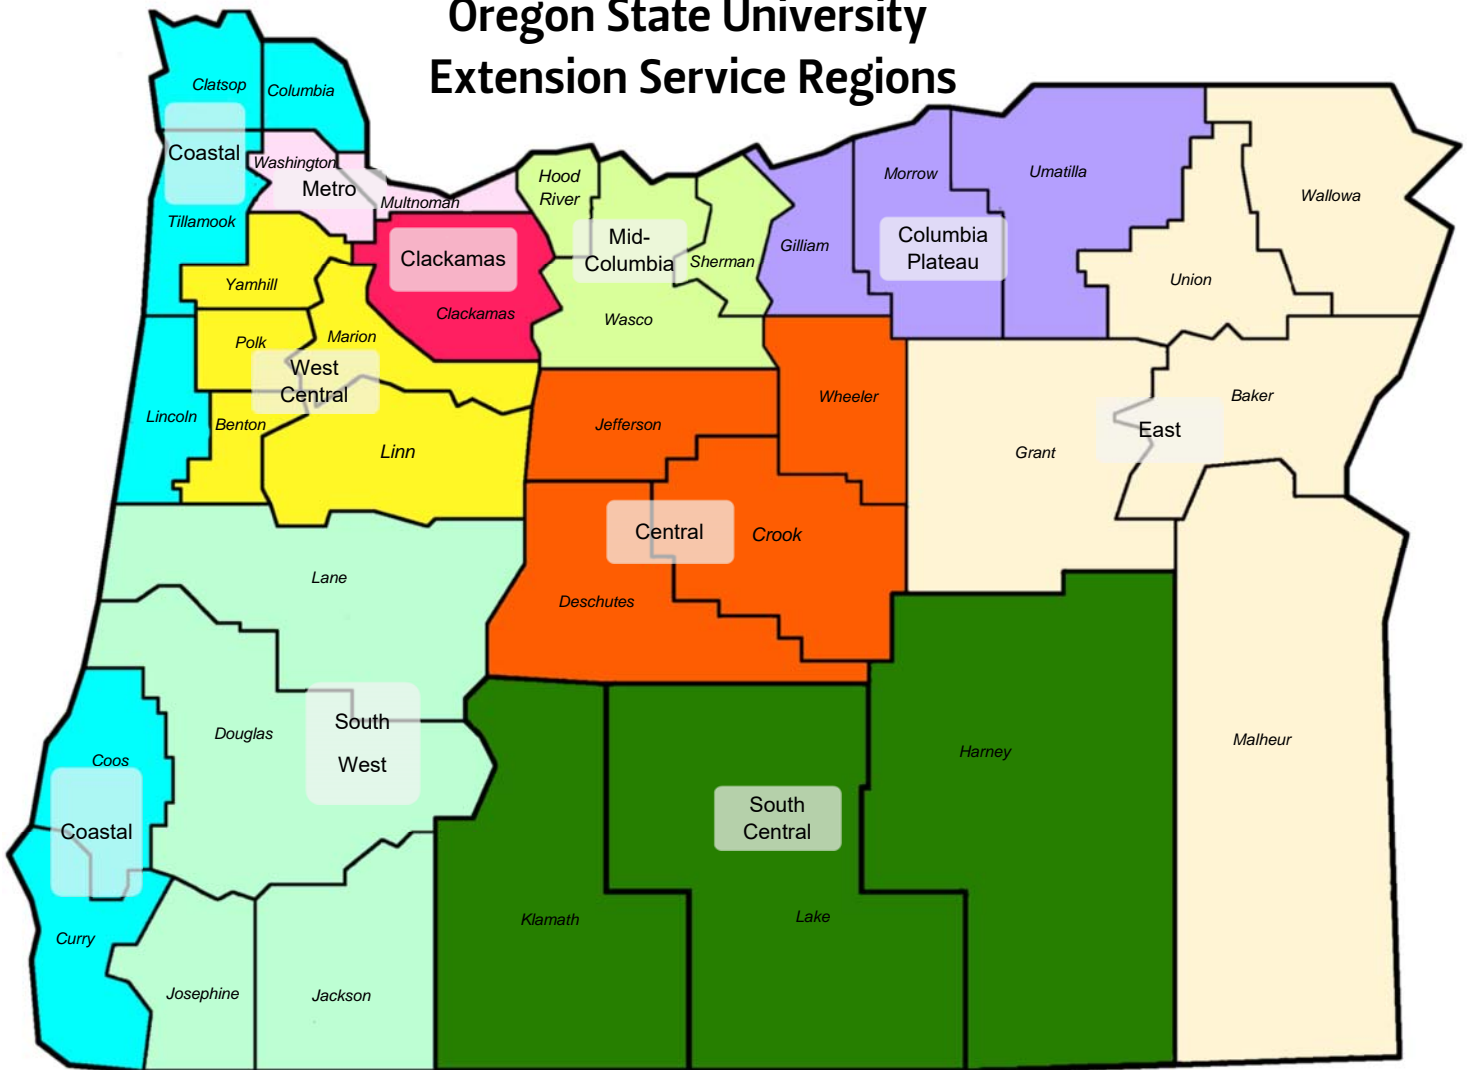 Oregon State University
Extension Service Regions
Clatsop
Columbia
Coastal
Washington
Metro
Multnomah
Tillamook
Hood
River
Mid-
Columbia
Sherman
Gilliam
Morrow
Umatilla
Columbia
Plateau
Wallowa
Union
Clackamas
Clackamas
Yamhill
Wasco
Polk
Marion
West
Central
Lincoln
Benton
Linn
Jefferson
Wheeler
Grant
Baker
East
Central
Crook
Deschutes
Lane
Douglas
South
West
Coos
Coastal
Curry
Josephine
Jackson
Klamath
Lake
South
Central
Harney
Malheur